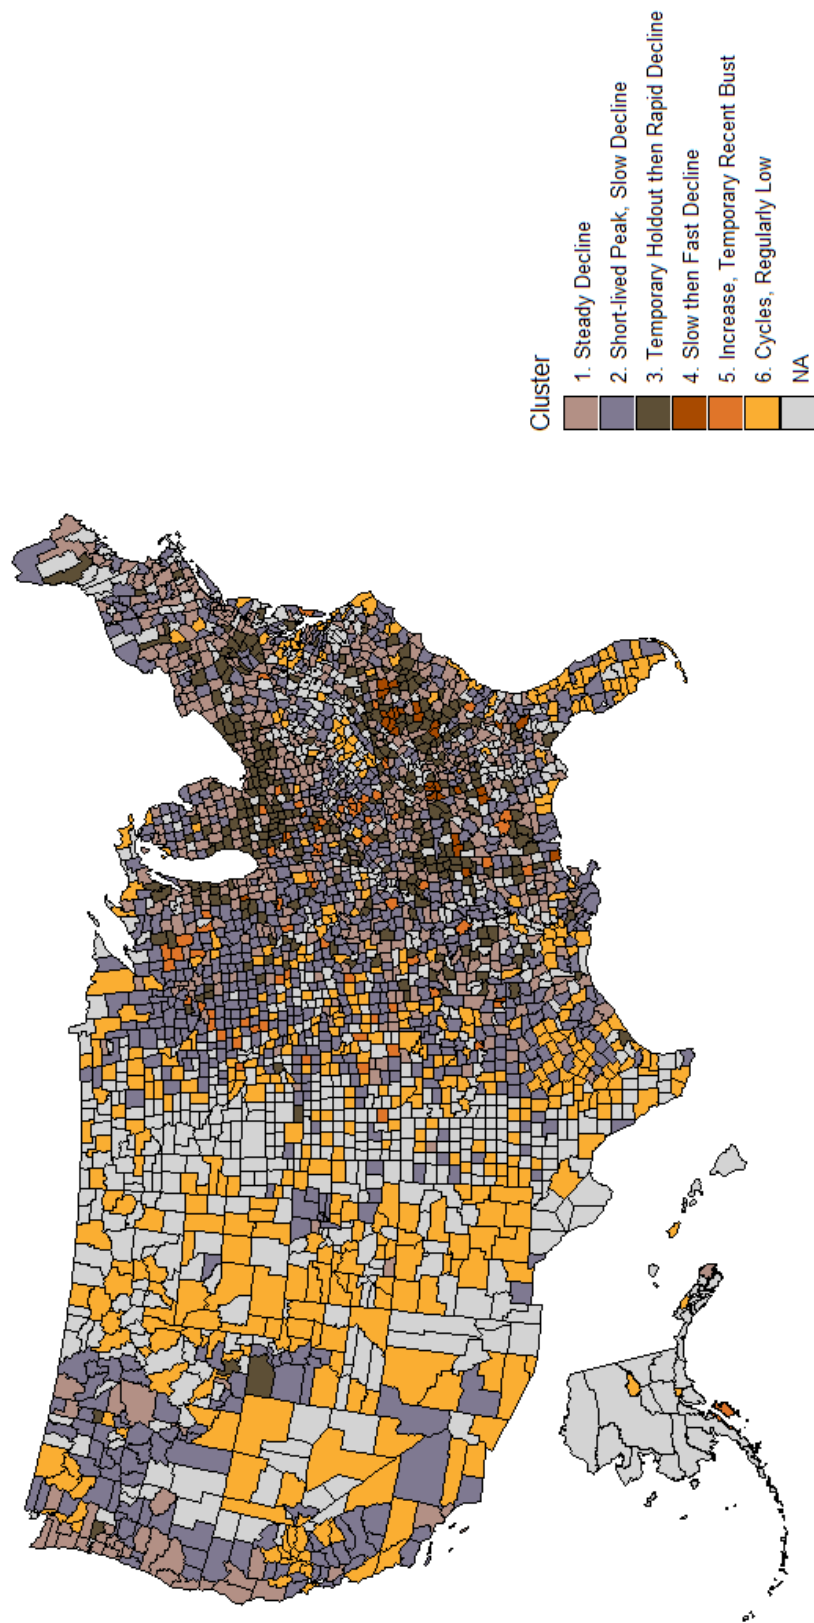 Cluster
1. Steady Decline
2. Short-lived Peak, Slow Decline
3. Temporary Holdout then Rapid Decline
4. Slow then Fast Decline
5. Increase, Temporary Recent Bust
6. Cycles, Regularly Low
NA